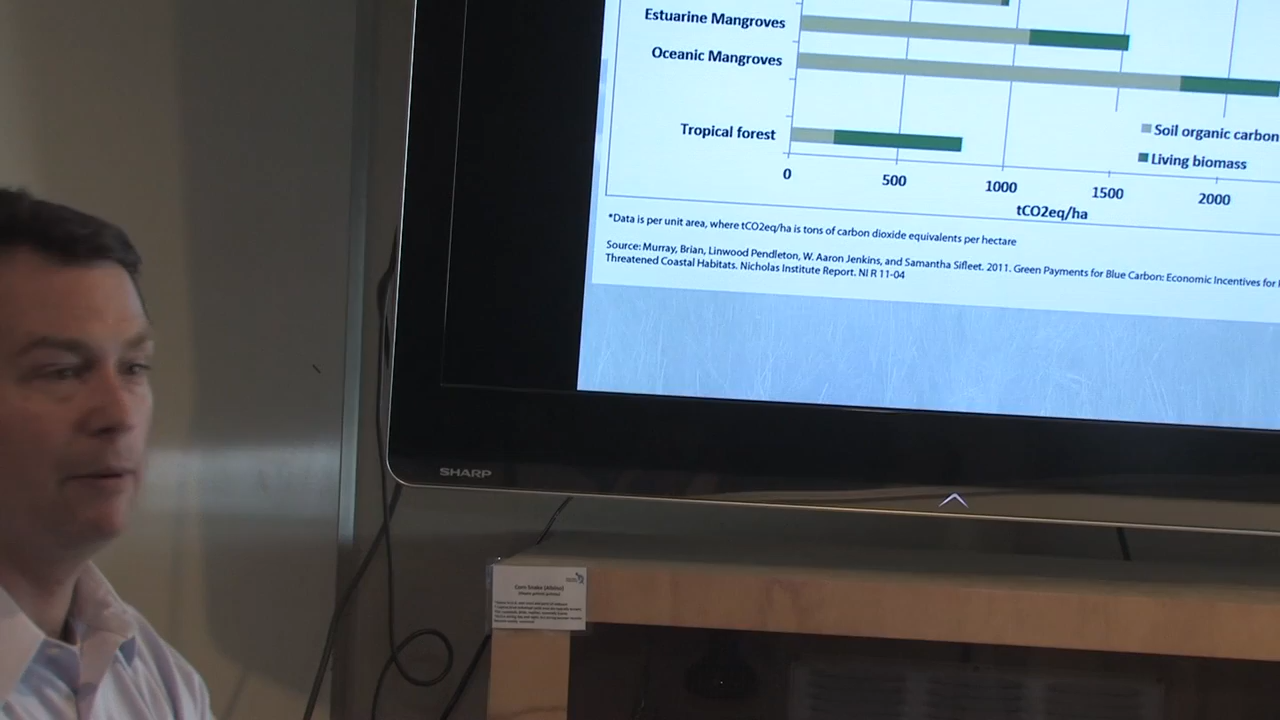 Estuarine Mangroves
Oceanic Mangroves
Tropical forest
Soil organic carbon
Living biomass
0 500 1000 1500 2000
tCO2eq/ha
*Data is per unit area, where tCO2eq/ha is tons of carbon dioxide equivalents per hectare
Source: Murray, Brian, Linwood Pendleton, W. Aaron Jenkins, and Samantha Sifleet. 2011. Green Payments for Blue Carbon: Economic Incentives for
Threatened Coastal Habitats. Nicholas Institute Report. NI R 11-04
SHARP
Corn Snake (Albino)